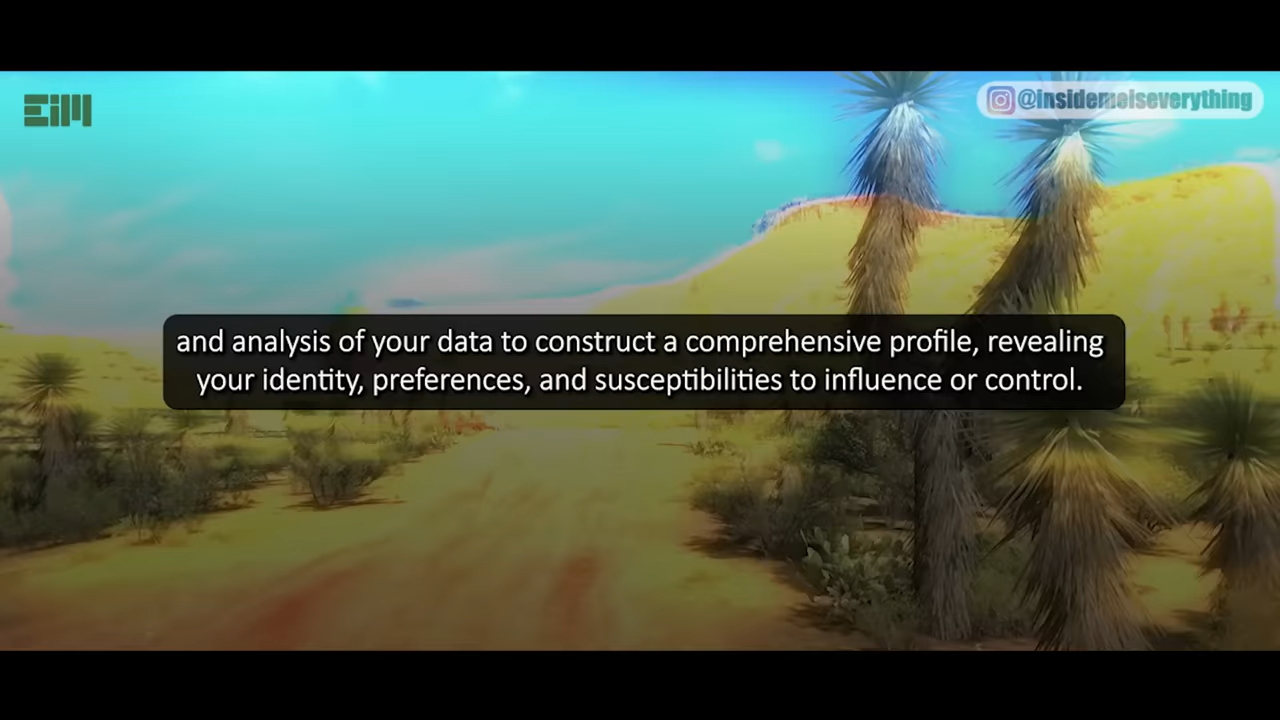 EiM
@insidemeiseverything
and analysis of your data to construct a comprehensive profile, revealing
your identity, preferences, and susceptibilities to influence or control.